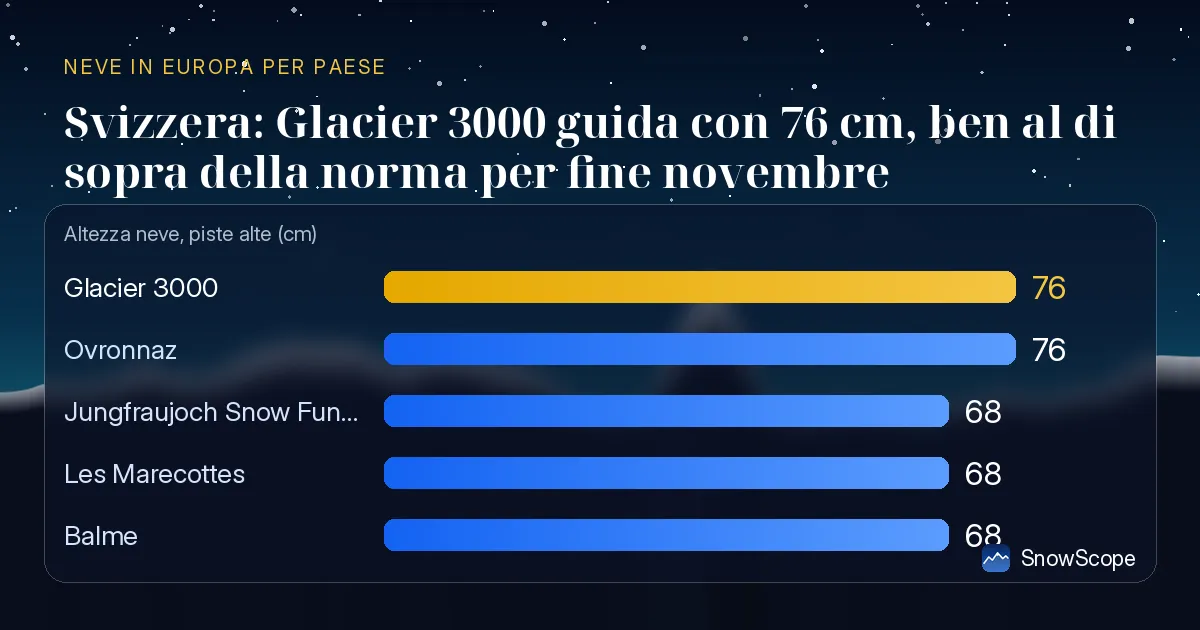 NEVE IN EUROPA PER PAESE
Svizzera: Glacier 3000 guida con 76 cm, ben al di
sopra della norma per fine novembre
Altezza neve, piste alte (cm)
Glacier 3000 76
Ovronnaz 76
Jungfraujoch Snow Fun... 68
Les Marecottes 68
Balme 68
SnowScope